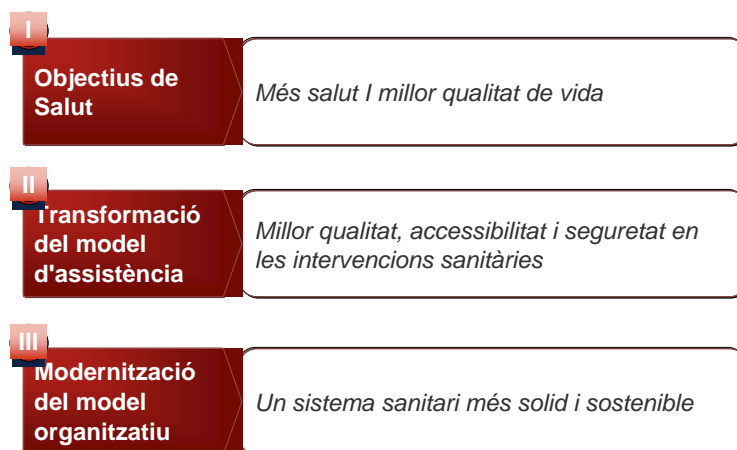 I
Objectius de
Salut
Més salut I millor qualitat de vida
II
Transformació
del model
d'assistència
Millor qualitat, accessibilitat i seguretat en
les intervencions sanitàries
III
Modernització
del model
organitzatiu
Un sistema sanitari més solid i sostenible